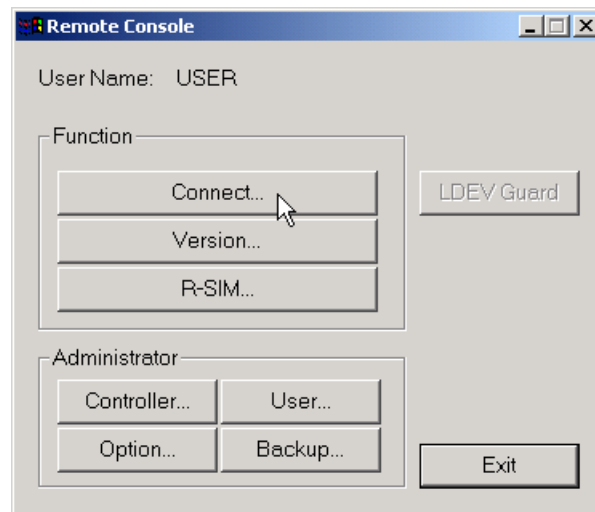 Remote Console
User Name: USER
Function
Connect...
LDEV Guard
Version...
R-SIM...
Administrator
Controller...
User...
Option...
Backup...
Exit